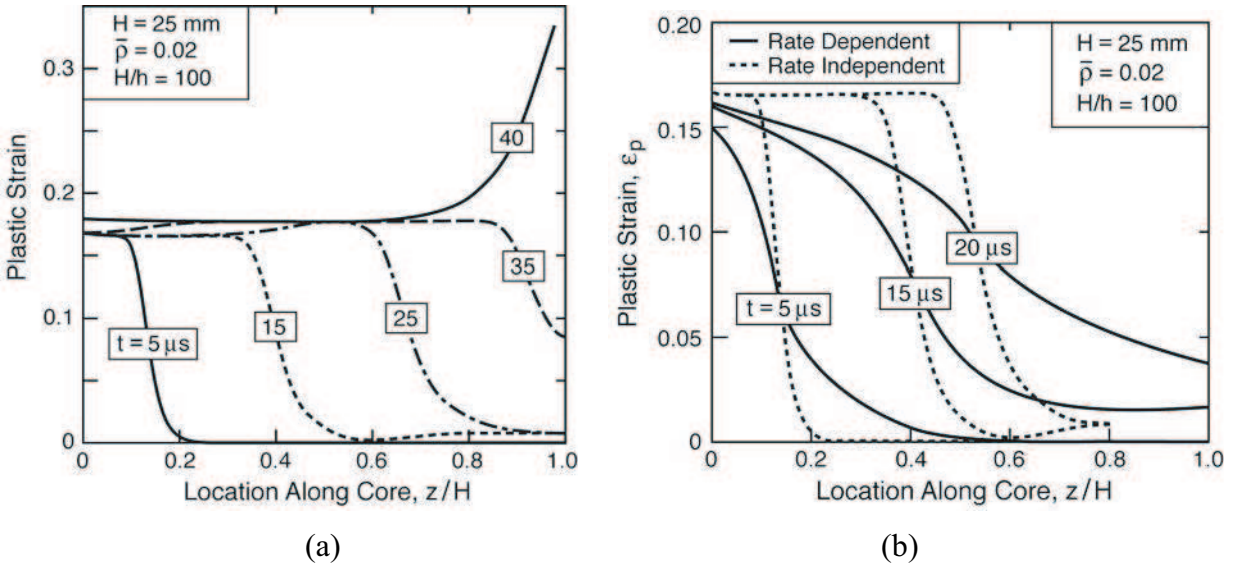 H = 25 mm
ρ̄ = 0.02
H/h = 100
0.3
0.2
0.1
0
Plastic Strain
40
35
25
15
t = 5 μs
0 0.2 0.4 0.6 0.8 1.0
Location Along Core, z/H
(a)
0.20
0.15
0.10
0.05
0
Plastic Strain, εp
Rate Dependent
Rate Independent
H = 25 mm
ρ̄ = 0.02
H/h = 100
20 μs
15 μs
t = 5 μs
0 0.2 0.4 0.6 0.8 1.0
Location Along Core, z/H
(b)